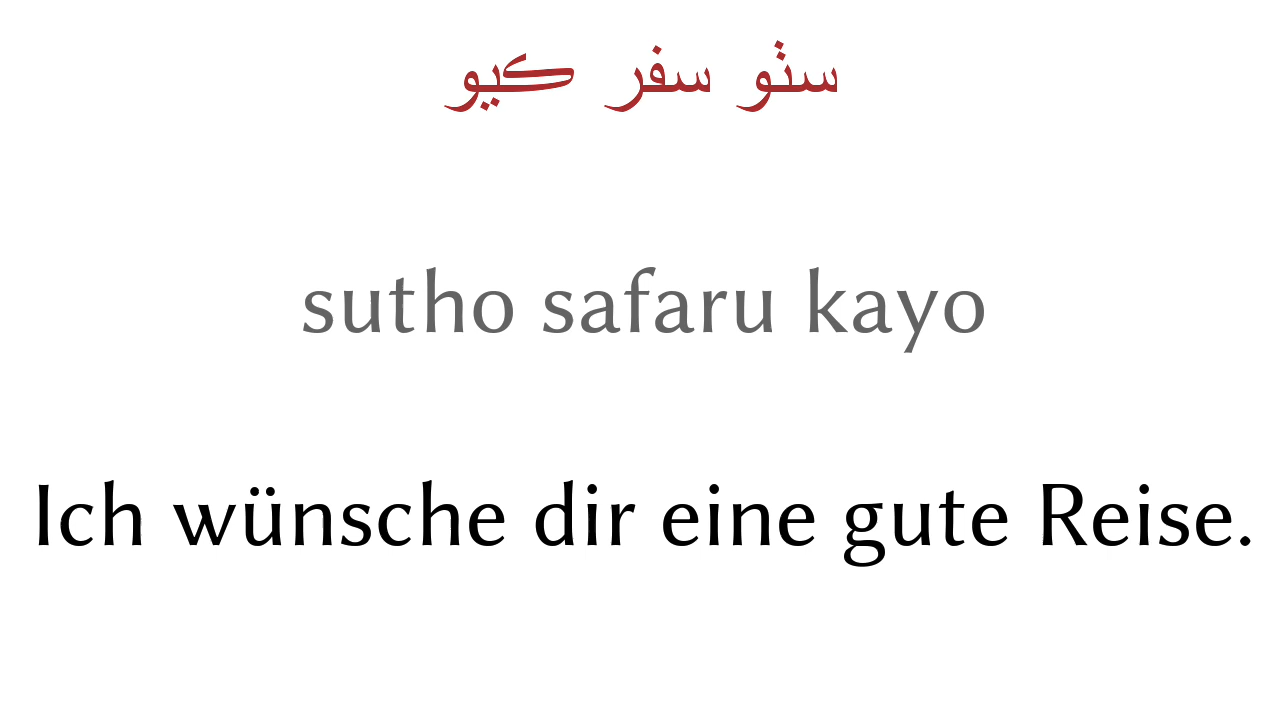 سٺو سفر ڪيو
sutho safaru kayo
Ich wünsche dir eine gute Reise.